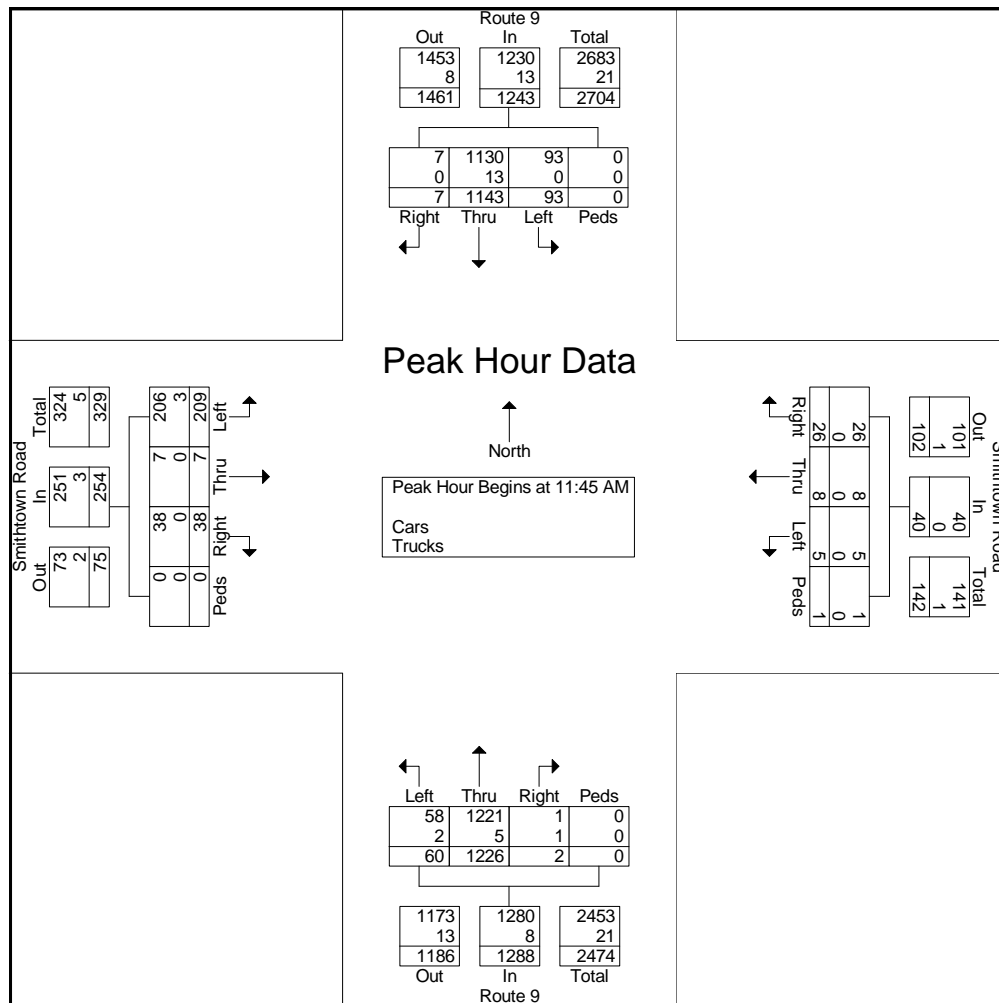 Route 9
Out In Total
1453 1230 2683
8 13 21
1461 1243 2704
7 1130 93 0
0 13 0 0
7 1143 93 0
Right Thru Left Peds
Peak Hour Data
North
Peak Hour Begins at 11:45 AM
Cars
Trucks
Smithtown Road
Total In Out
324 251 73
5 3 2
329 254 75
206 7 38 0
3 0 0 0
209 7 38 0
Left Thru Right Peds
Right Thru Left Peds
26 8 5 1
0 0 0 0
26 8 5 1
102 40 142
1 0 1
101 40 141
Out In Total
Smithtown Road
Left Thru Right Peds
58 1221 1 0
2 5 1 0
60 1226 2 0
1173 1280 2453
13 8 21
1186 1288 2474
Out In Total
Route 9